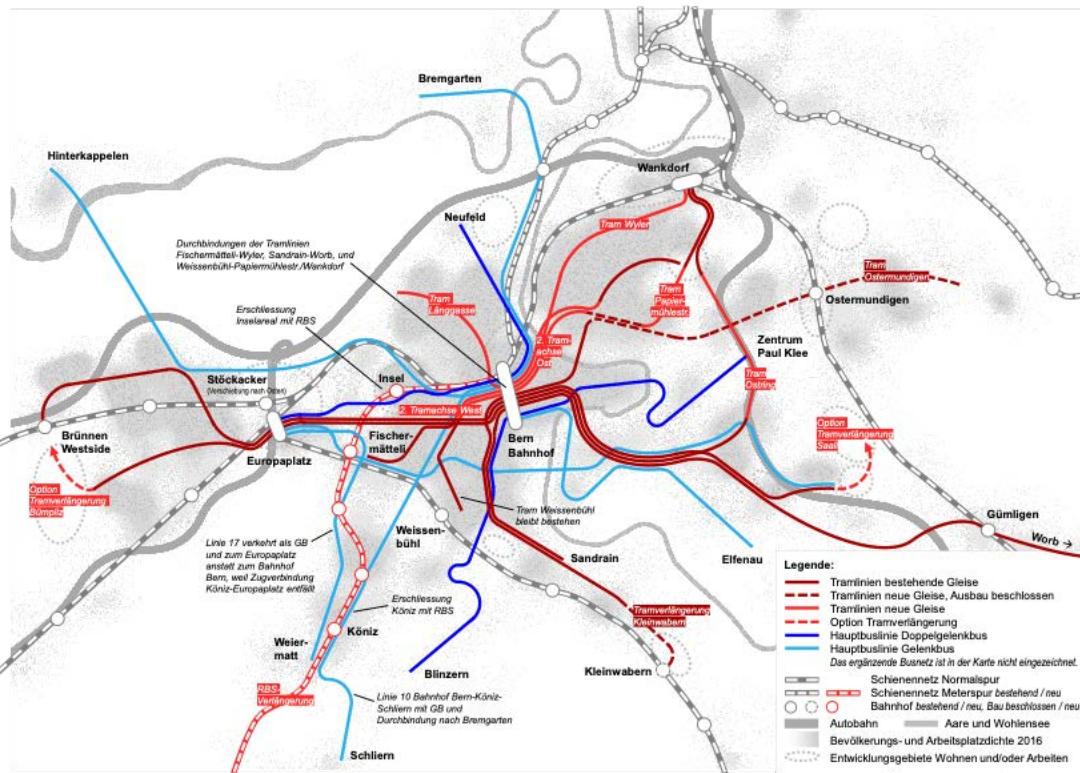 Bremgarten
Hinterkappelen
Wankdorf
Neufeld
Tram Wyler
Durchbindungen der Tramlinien
Fischermätteli-Wyler, Sandrain-Worb, und
Weissenbühl-Papiermühlestr./Wankdorf
Tram
Ostermundigen
Erschliessung
Inselareal mit RBS
Tram
Länggasse
Tram
Papier-
mühlestr.
Ostermundigen
2. Tram-
achse
Ost
Zentrum
Paul Klee
Stöckacker
(Verschiebung nach Osten)
Insel
Tram
Ostring
2. Tramachse West
Brünnen
Westside
Fischer-
mätteli
Bern
Bahnhof
Option
Tramverlängerung
Saali
Europaplatz
Option
Tramverlängerung
Bümpliz
Tram Weissenbühl
bleibt bestehen
Gümligen
Worb →
Linie 17 verkehrt als GB
und zum Europaplatz
anstatt zum Bahnhof
Bern, weil Zugverbindung
Köniz-Europaplatz entfällt
Weissen-
bühl
Sandrain
Elfenau
Erschliessung
Köniz mit RBS
Tramverlängerung
Kleinwabern
Köniz
Weier-
matt
Blinzern
Kleinwabern
RBS-
Verlängerung
Linie 10 Bahnhof Bern-Köniz-
Schliern mit GB und
Durchbindung nach Bremgarten
Schliern
Legende:
Tramlinien bestehende Gleise
Tramlinien neue Gleise, Ausbau beschlossen
Tramlinien neue Gleise
Option Tramverlängerung
Hauptbuslinie Doppelgelenkbus
Hauptbuslinie Gelenkbus
Das ergänzende Busnetz ist in der Karte nicht eingezeichnet.
Schienennetz Normalspur
Schienennetz Meterspur bestehend / neu
Bahnhof bestehend / neu, Bau beschlossen / neu
Autobahn Aare und Wohlensee
Bevölkerungs- und Arbeitsplatzdichte 2016
Entwicklungsgebiete Wohnen und/oder Arbeiten